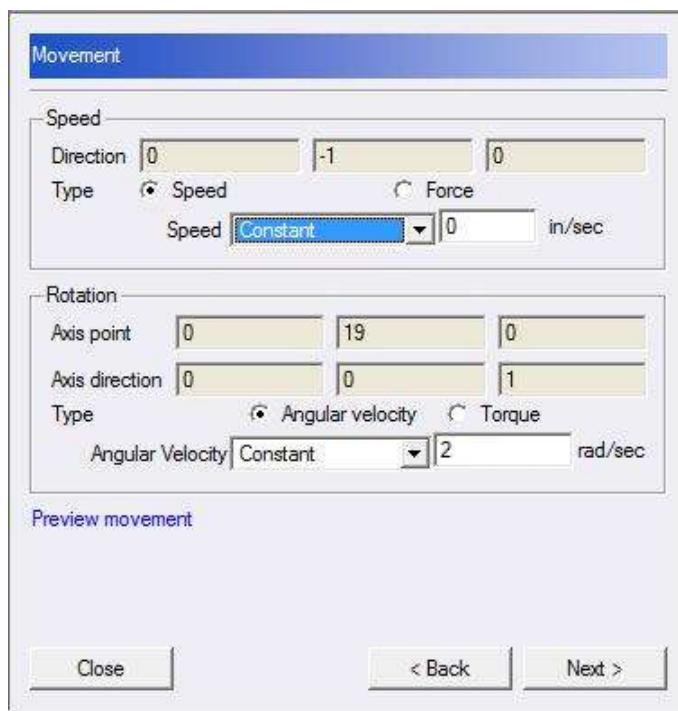 Movement
Speed
Direction 0 -1 0
Type Speed Force
Speed Constant 0 in/sec
Rotation
Axis point 0 19 0
Axis direction 0 0 1
Type Angular velocity Torque
Angular Velocity Constant 2 rad/sec
Preview movement
Close < Back Next >